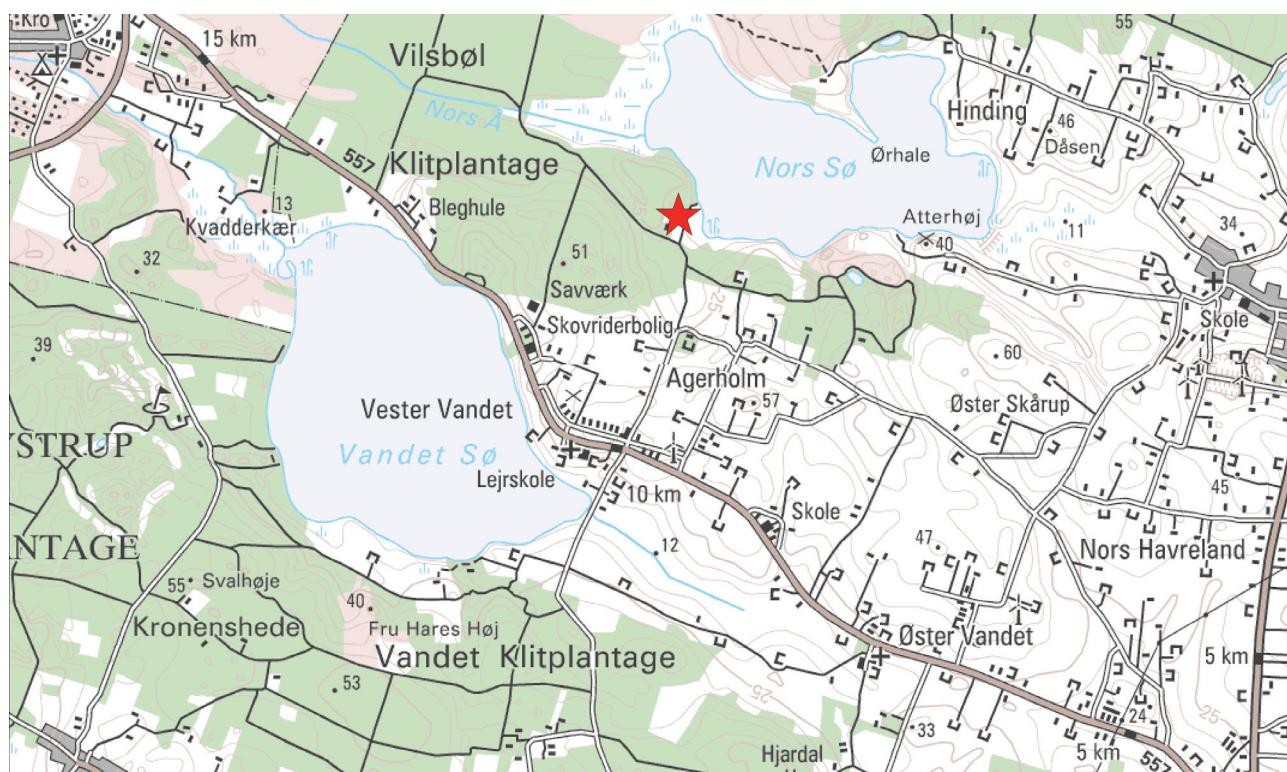 Kro
15 km
Vilsbøl
55
Nors Å
Hinding
46
Dåsen
Ørhale
Nors Sø
557
Klitplantage
Bleghule
13
Kvadderkær
Atterhøj
40
11
34
32
51
Savværk
Skovriderbolig
Skole
39
60
Agerholm
57
Vester Vandet
Øster Skårup
YSTRUP
Vandet Sø
Lejrskole
10 km
45
Skole
12
47
Nors Havreland
NTAGE
55
Svalhøje
40
Fru Hares Høj
Kronenshede
Vandet Klitplantage
Øster Vandet
5 km
53
25
25
25
33
24
5 km
557
Hjardal